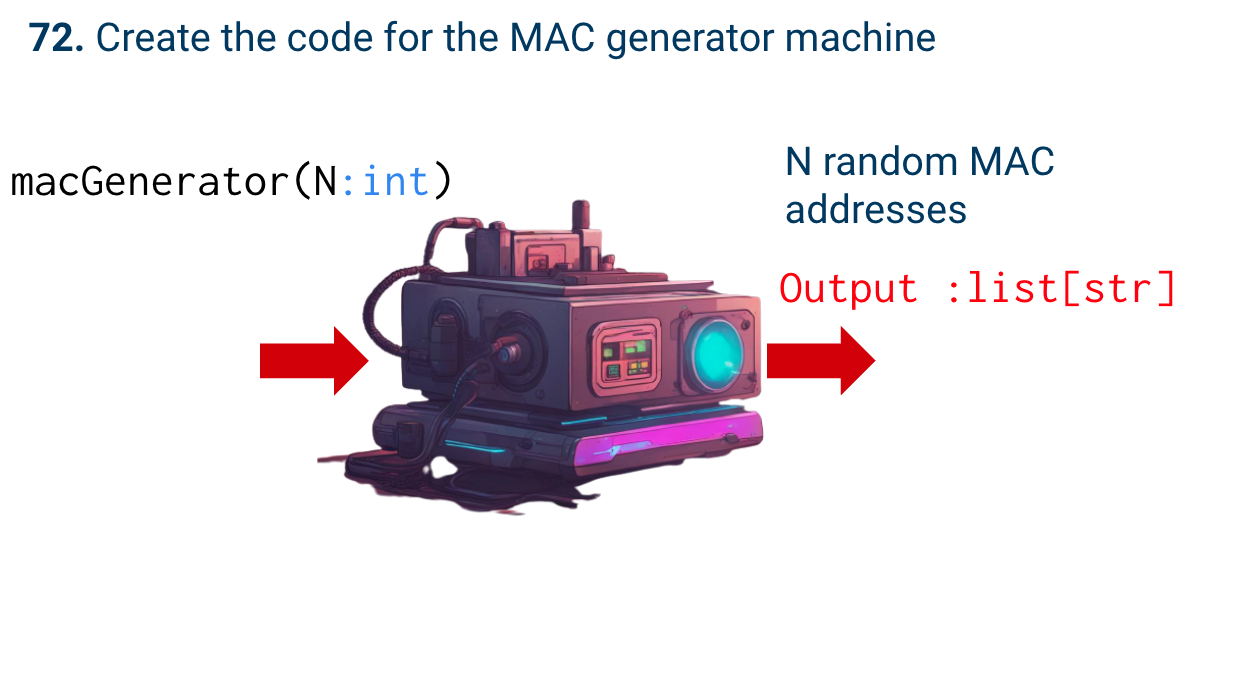 72. Create the code for the MAC generator machine
macGenerator(N:int)
N random MAC
addresses
Output :list[str]